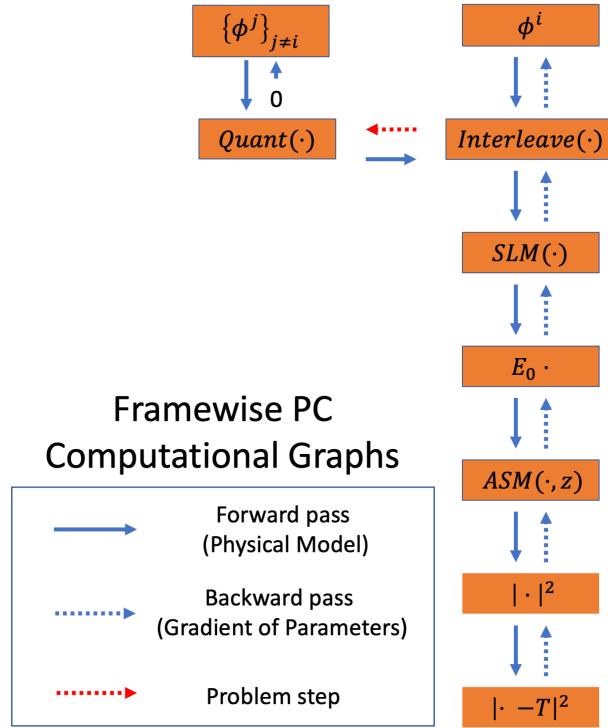 {ϕ^j}_{j≠i}
ϕ^i
0
Quant(·)
Interleave(·)
SLM(·)
E_0 ·
ASM(·, z)
| · |^2
|· −T|^2
Framewise PC
Computational Graphs
Forward pass
(Physical Model)
Backward pass
(Gradient of Parameters)
Problem step